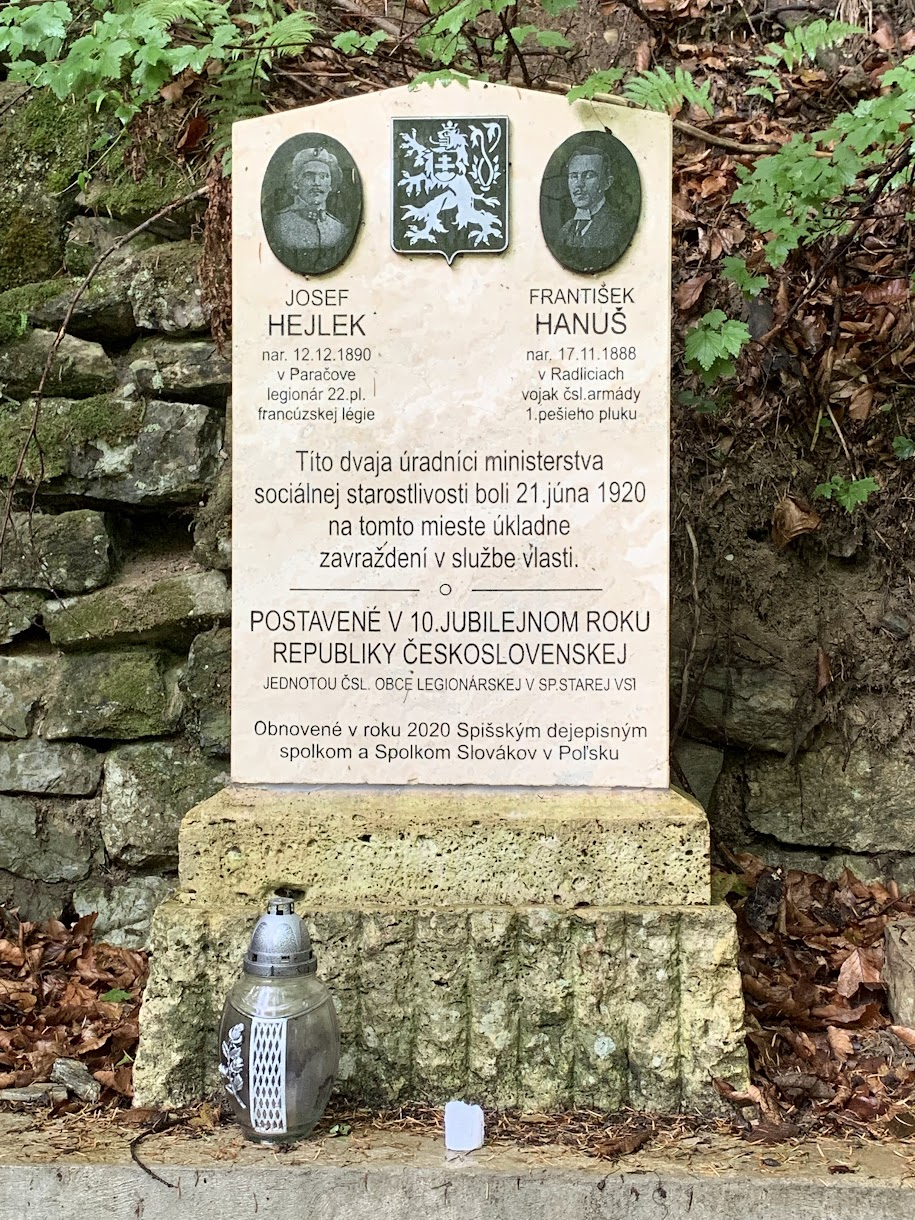 JOSEF
HEJLEK
nar. 12.12.1890
v Paračove
legionár 22.pl.
francúzskej légie
FRANTIŠEK
HANUŠ
nar. 17.11.1888
v Radliciach
vojak čsl.armády
1.pešieho pluku
Títo dvaja úradníci ministerstva
sociálnej starostlivosti boli 21.júna 1920
na tomto mieste úkladne
zavraždení v službe vlasti.
POSTAVENÉ V 10.JUBILEJNOM ROKU
REPUBLIKY ČESKOSLOVENSKEJ
JEDNOTOU ČSL. OBCE LEGIONÁRSKEJ V SP.STAREJ VSI
Obnovené v roku 2020 Spišským dejepisným
spolkom a Spolkom Slovákov v Poľsku